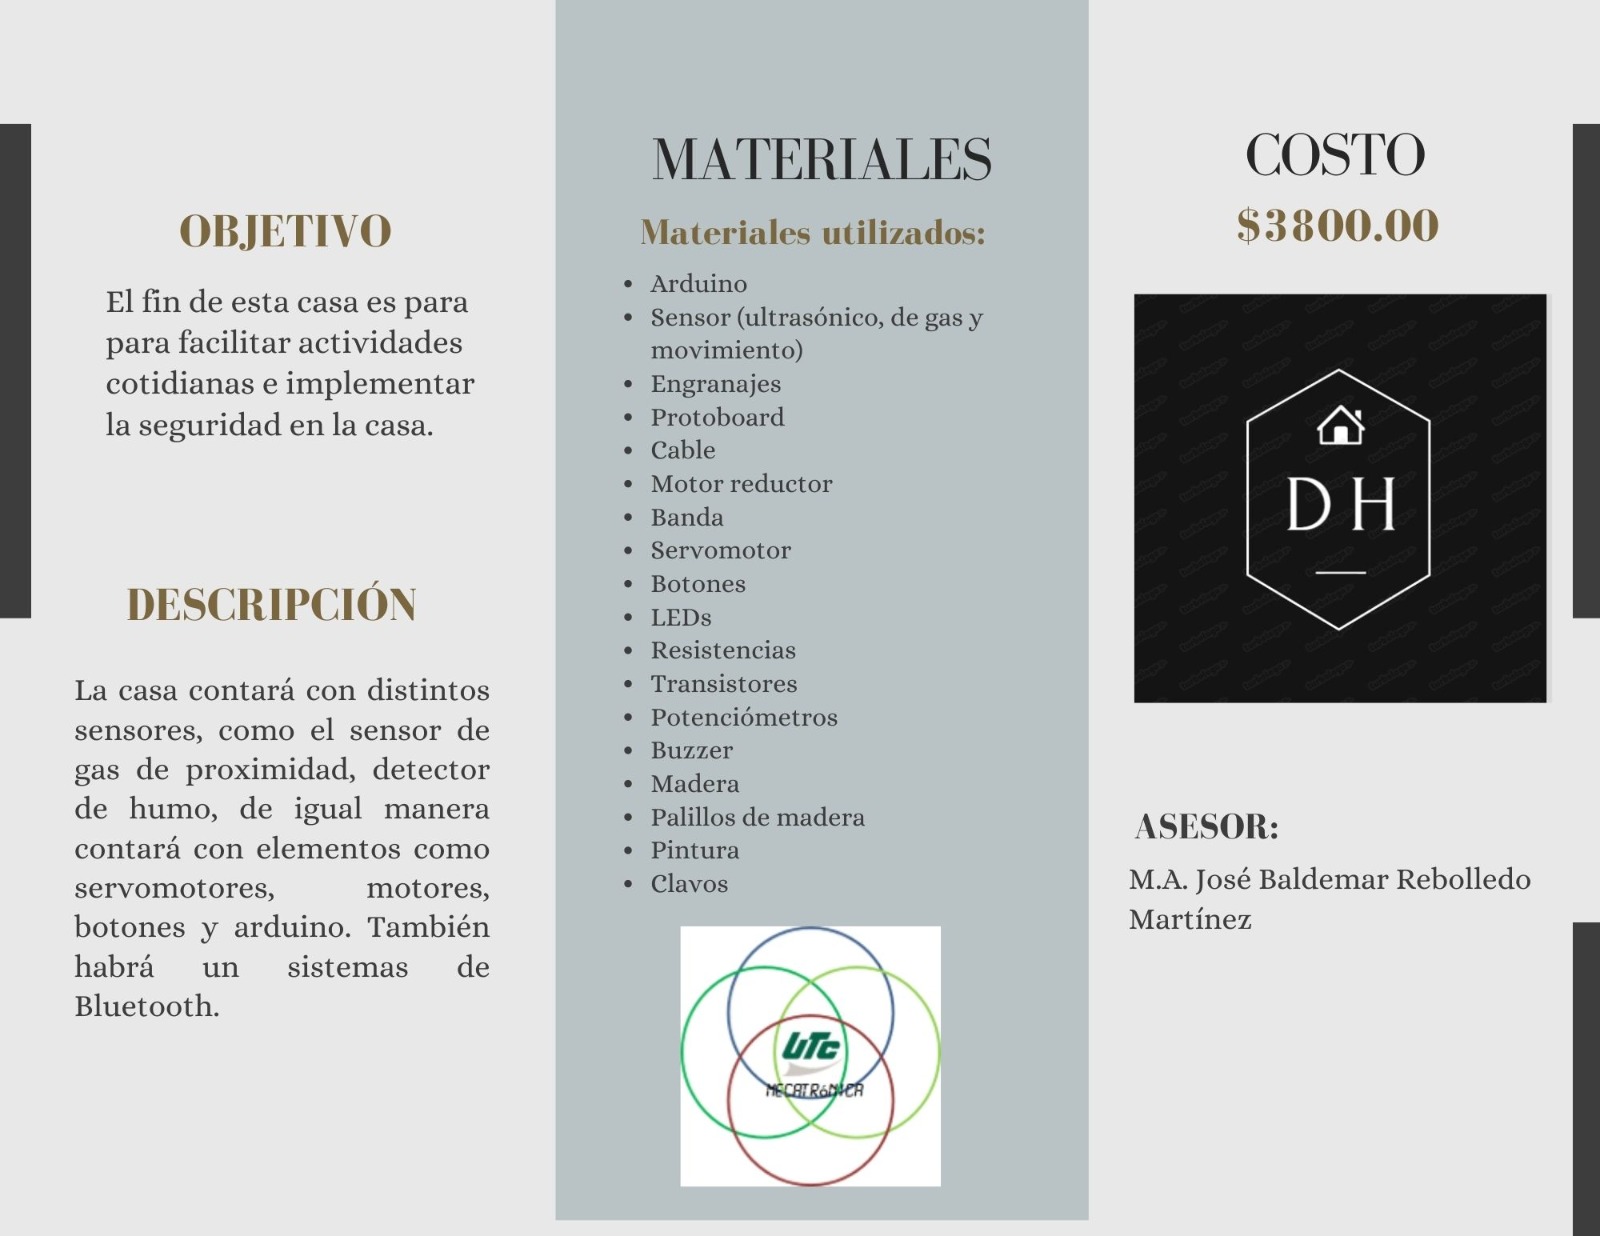 OBJETIVO
El fin de esta casa es para
para facilitar actividades
cotidianas e implementar
la seguridad en la casa.
DESCRIPCIÓN
La casa contará con distintos
sensores, como el sensor de
gas de proximidad, detector
de humo, de igual manera
contará con elementos como
servomotores, motores,
botones y arduino. También
habrá un sistemas de
Bluetooth.
MATERIALES
Materiales utilizados:
• Arduino
• Sensor (ultrasónico, de gas y
movimiento)
• Engranajes
• Protoboard
• Cable
• Motor reductor
• Banda
• Servomotor
• Botones
• LEDs
• Resistencias
• Transistores
• Potenciómetros
• Buzzer
• Madera
• Palillos de madera
• Pintura
• Clavos
UTC
MECATRóNICA
COSTO
$3800.00
D H
ASESOR:
M.A. José Baldemar Rebolledo
Martínez